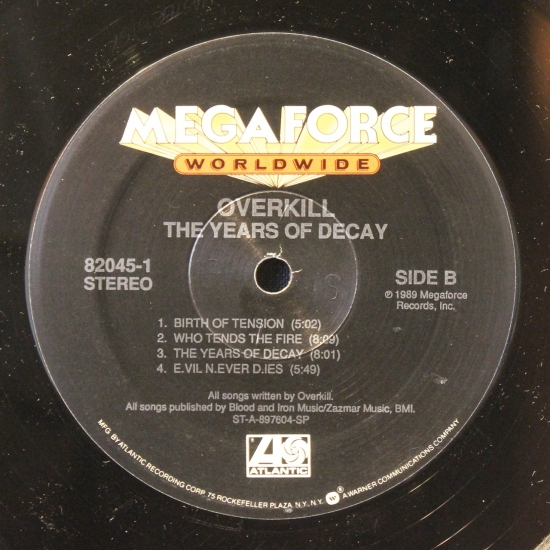 MEGAFORCE
WORLDWIDE
OVERKILL
THE YEARS OF DECAY
82045-1
STEREO
SIDE B
℗ 1989 Megaforce
Records, Inc.
1. BIRTH OF TENSION (5:02)
2. WHO TENDS THE FIRE (8:09)
3. THE YEARS OF DECAY (8:01)
4. E.VIL N.EVER D.IES (5:49)
All songs written by Overkill.
All songs published by Blood and Iron Music/Zazmar Music, BMI.
ST-A-897604-SP
ATLANTIC
MFG. BY ATLANTIC RECORDING CORP. 75 ROCKEFELLER PLAZA, N.Y. N.Y. A WARNER COMMUNICATIONS COMPANY